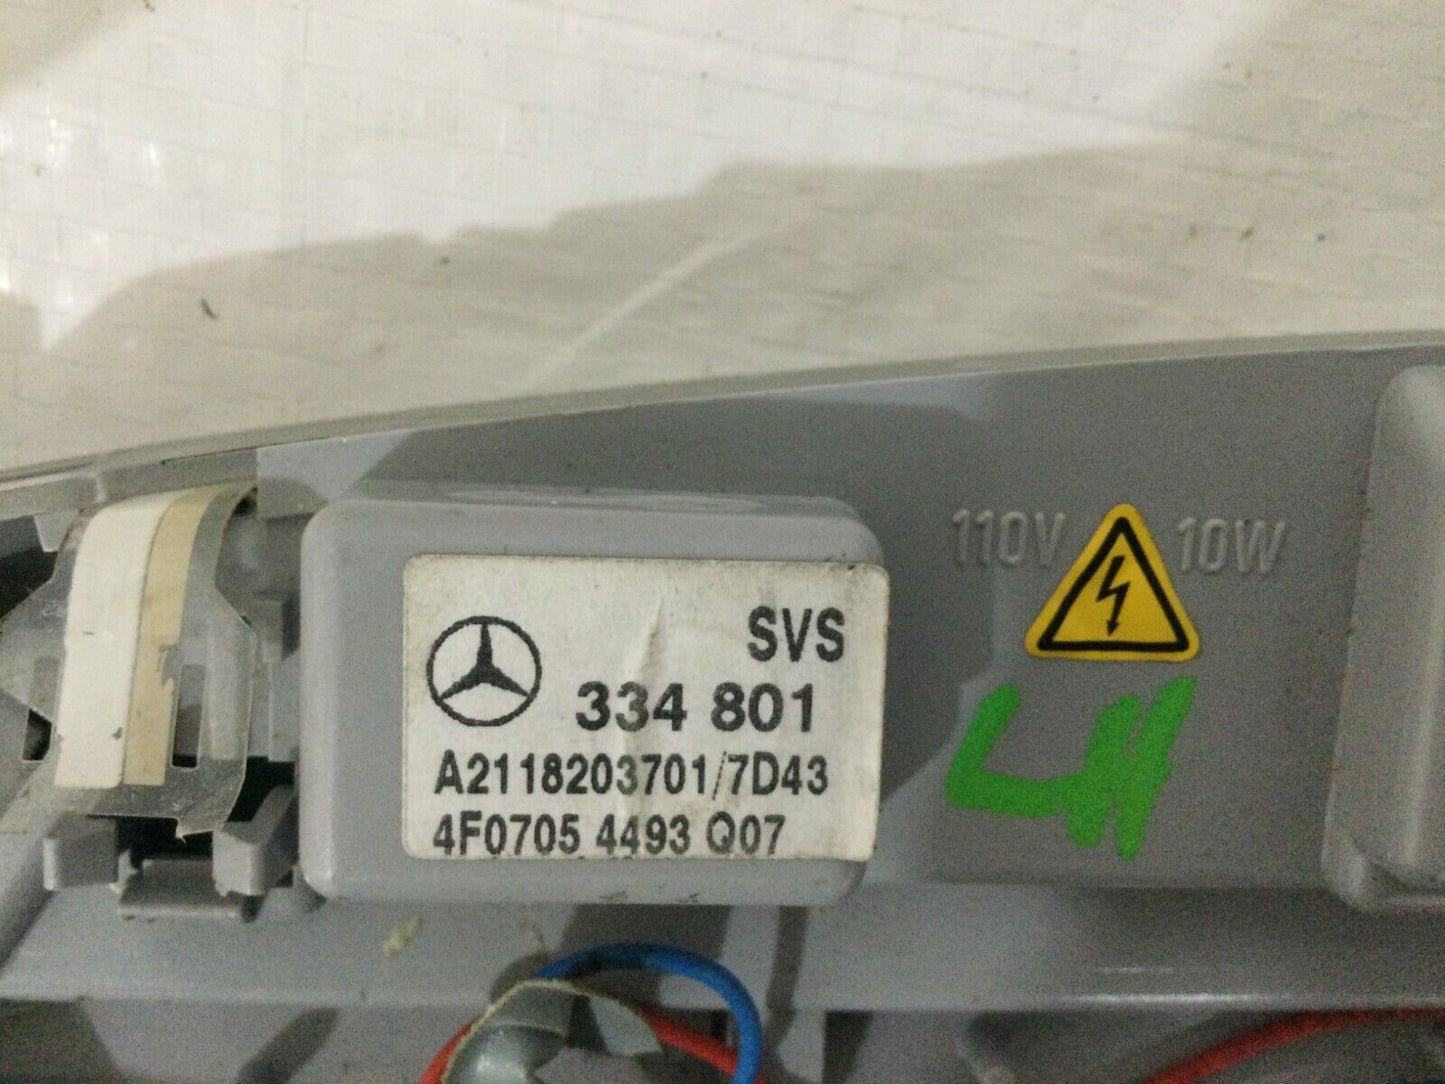 110V 10W
SVS
334 801
A2118203701/7D43
4F0705 4493 Q07
LH